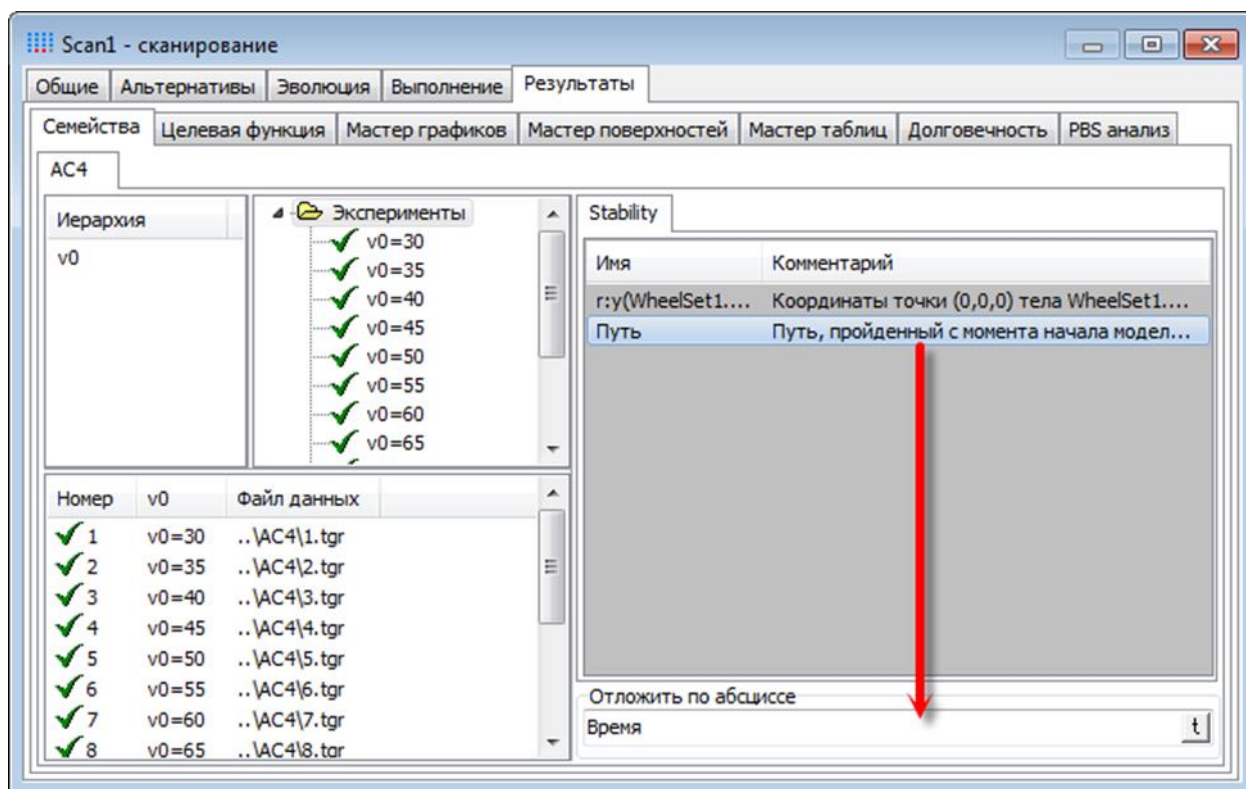 Scan1 - сканирование
Общие Альтернативы Эволюция Выполнение Результаты
Семейства Целевая функция Мастер графиков Мастер поверхностей Мастер таблиц Долговечность PBS анализ
AC4
Иерархия
v0
Эксперименты
v0=30
v0=35
v0=40
v0=45
v0=50
v0=55
v0=60
v0=65
Stability
Имя Комментарий
r:y(WheelSet1.... Координаты точки (0,0,0) тела WheelSet1....
Путь Путь, пройденный с момента начала модел...
Номер v0 Файл данных
1 v0=30 ..\AC4\1.tgr
2 v0=35 ..\AC4\2.tgr
3 v0=40 ..\AC4\3.tgr
4 v0=45 ..\AC4\4.tgr
5 v0=50 ..\AC4\5.tgr
6 v0=55 ..\AC4\6.tgr
7 v0=60 ..\AC4\7.tgr
8 v0=65 ..\AC4\8.tgr
Отложить по абсциссе
Время t